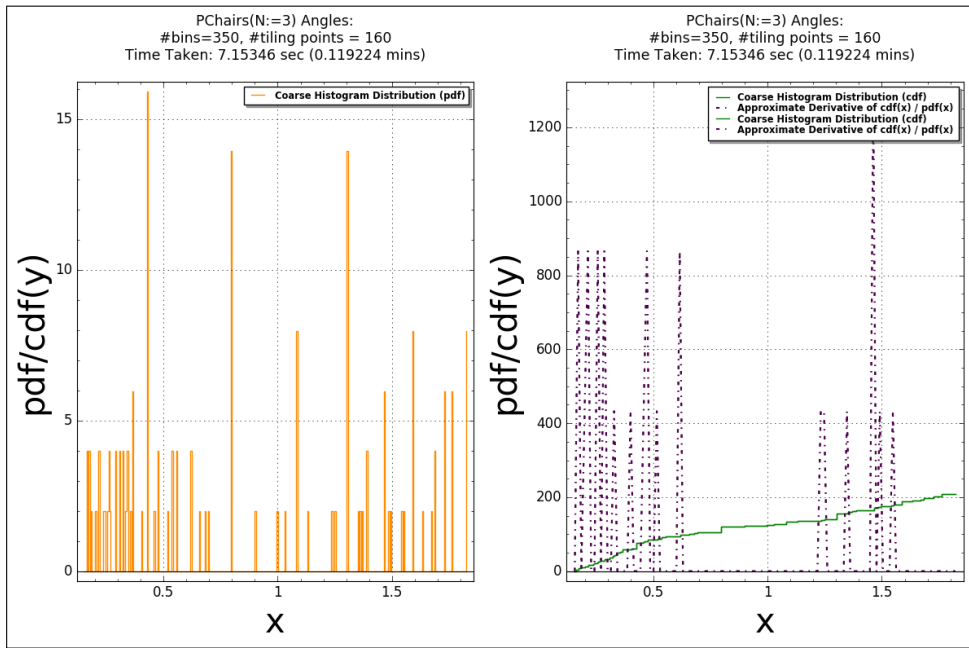 PChairs(N:=3) Angles:
#bins=350, #tiling points = 160
Time Taken: 7.15346 sec (0.119224 mins)
Coarse Histogram Distribution (pdf)
15
10
5
0
0.5
1
1.5
pdf/cdf(y)
x
PChairs(N:=3) Angles:
#bins=350, #tiling points = 160
Time Taken: 7.15346 sec (0.119224 mins)
Coarse Histogram Distribution (cdf)
Approximate Derivative of cdf(x) / pdf(x)
Coarse Histogram Distribution (cdf)
Approximate Derivative of cdf(x) / pdf(x)
1200
1000
800
600
400
200
0
0.5
1
1.5
pdf/cdf(y)
x